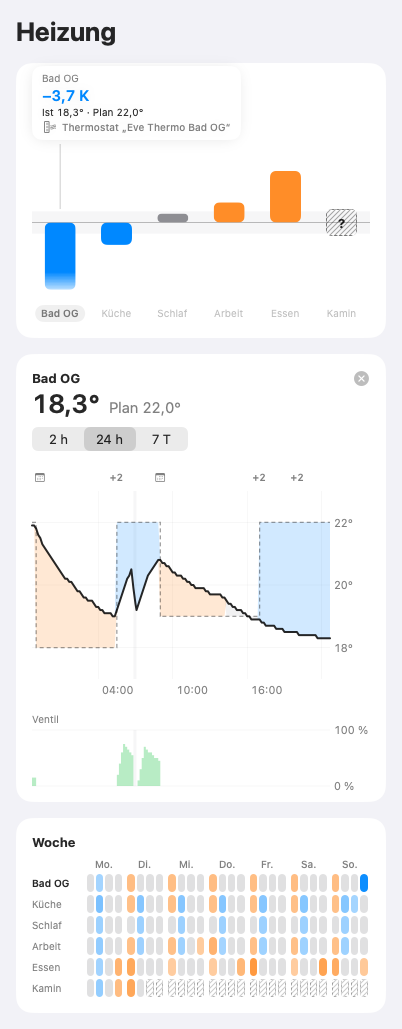 Heizung
Bad OG
−3,7 K
Ist 18,3° · Plan 22,0°
Thermostat „Eve Thermo Bad OG“
?
Bad OG Küche Schlaf Arbeit Essen Kamin
Bad OG
18,3° Plan 22,0°
2 h 24 h 7 T
+2 +2 +2
22°
20°
18°
04:00 10:00 16:00
Ventil
100 %
0 %
Woche
Mo. Di. Mi. Do. Fr. Sa. So.
Bad OG
Küche
Schlaf
Arbeit
Essen
Kamin